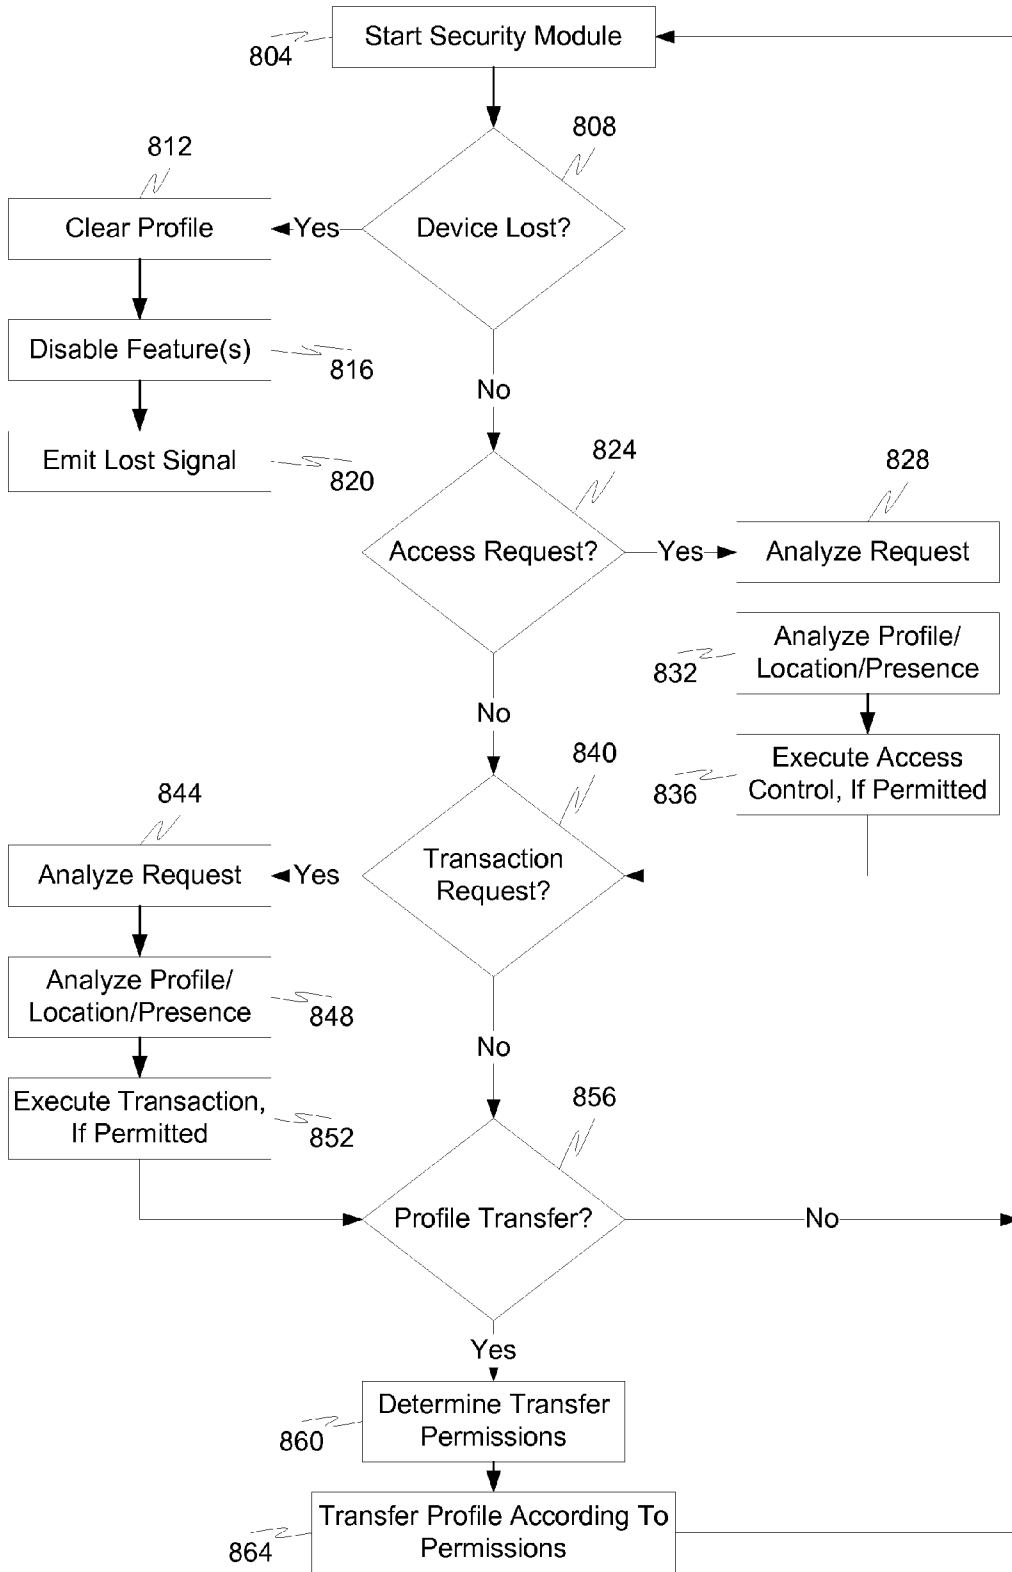 Start Security Module
804
808
Device Lost?
Yes
812
Clear Profile
Disable Feature(s)
816
Emit Lost Signal
820
No
824
Access Request?
Yes
828
Analyze Request
Analyze Profile/
Location/Presence
832
Execute Access
Control, If Permitted
836
No
840
Transaction
Request?
Yes
844
Analyze Request
Analyze Profile/
Location/Presence
848
Execute Transaction,
If Permitted
852
No
856
Profile Transfer?
No
Yes
Determine Transfer
Permissions
860
Transfer Profile According To
Permissions
864